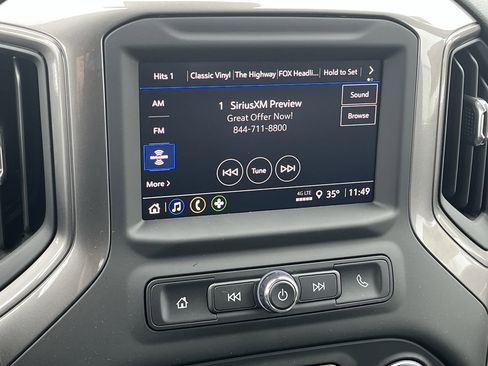 Hits 1 Classic Vinyl The Highway FOX Headli... Hold to Set
AM
1 SiriusXM Preview
Sound
Great Offer Now!
Browse
FM
844-711-8800
Tune
More
4G LTE 35° 11:49